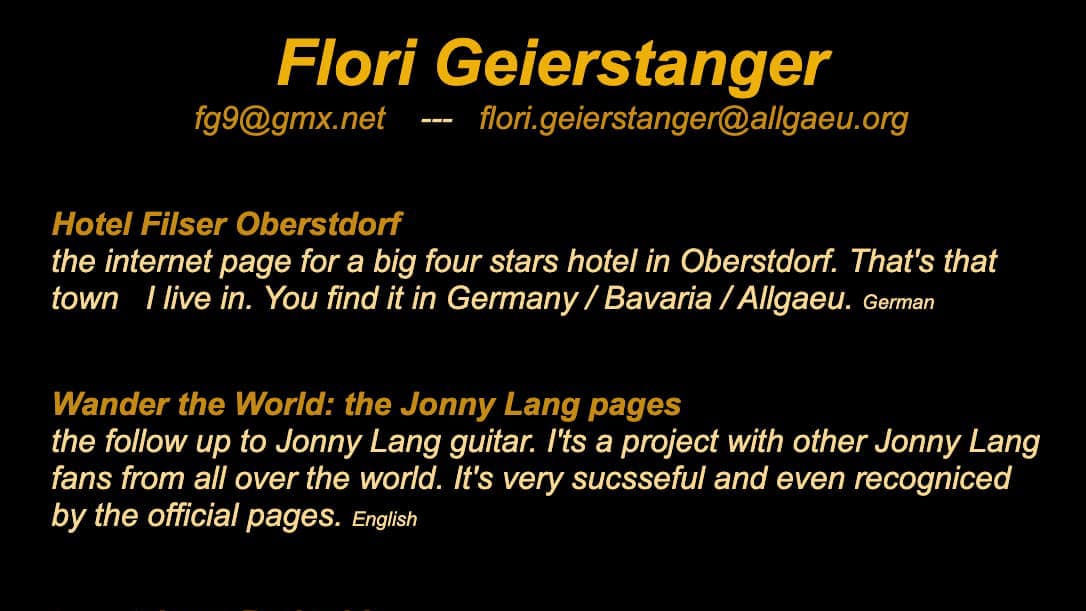 Flori Geierstanger
fg9@gmx.net --- flori.geierstanger@allgaeu.org
Hotel Filser Oberstdorf
the internet page for a big four stars hotel in Oberstdorf. That's that
town I live in. You find it in Germany / Bavaria / Allgaeu. German
Wander the World: the Jonny Lang pages
the follow up to Jonny Lang guitar. I'ts a project with other Jonny Lang
fans from all over the world. It's very sucsseful and even recogniced
by the official pages. English